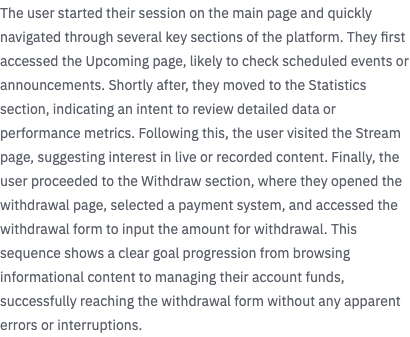 The user started their session on the main page and quickly
navigated through several key sections of the platform. They first
accessed the Upcoming page, likely to check scheduled events or
announcements. Shortly after, they moved to the Statistics
section, indicating an intent to review detailed data or
performance metrics. Following this, the user visited the Stream
page, suggesting interest in live or recorded content. Finally, the
user proceeded to the Withdraw section, where they opened the
withdrawal page, selected a payment system, and accessed the
withdrawal form to input the amount for withdrawal. This
sequence shows a clear goal progression from browsing
informational content to managing their account funds,
successfully reaching the withdrawal form without any apparent
errors or interruptions.